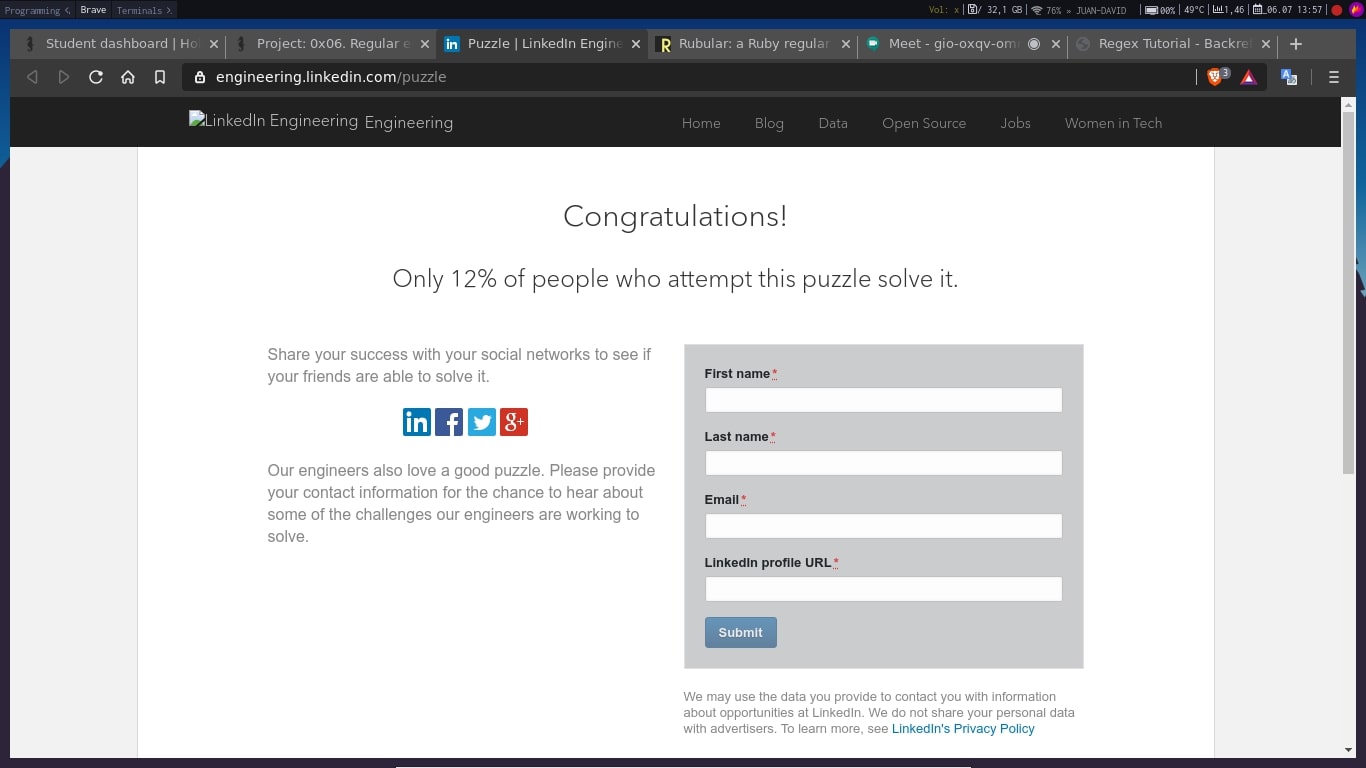 Programming < Brave Terminals >
Vol: x | 32,1 GB | 76% » JUAN-DAVID | 00% | 49°C | 1,46 | 06.07 13:57 |
Student dashboard | Hol
Project: 0x06. Regular e
Puzzle | LinkedIn Engine
Rubular: a Ruby regular
Meet - gio-oxqv-om
Regex Tutorial - Backre
engineering.linkedin.com/puzzle
3
LinkedIn Engineering Engineering
Home Blog Data Open Source Jobs Women in Tech
Congratulations!
Only 12% of people who attempt this puzzle solve it.
Share your success with your social networks to see if
your friends are able to solve it.
in f g+
Our engineers also love a good puzzle. Please provide
your contact information for the chance to hear about
some of the challenges our engineers are working to
solve.
First name*
Last name*
Email*
LinkedIn profile URL*
Submit
We may use the data you provide to contact you with information
about opportunities at LinkedIn. We do not share your personal data
with advertisers. To learn more, see LinkedIn's Privacy Policy